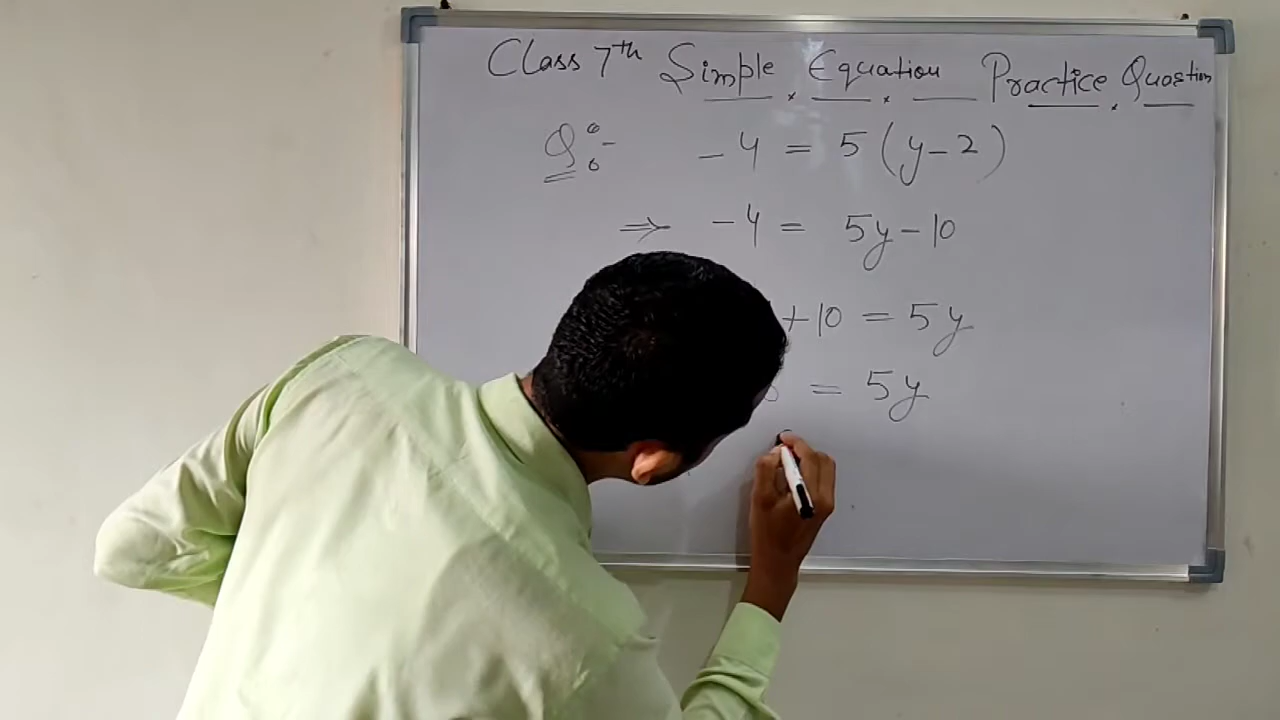 Class 7th Simple Equation Practice Question
Q:- -4 = 5(y-2)
⇒ -4 = 5y-10
+10 = 5y
= 5y